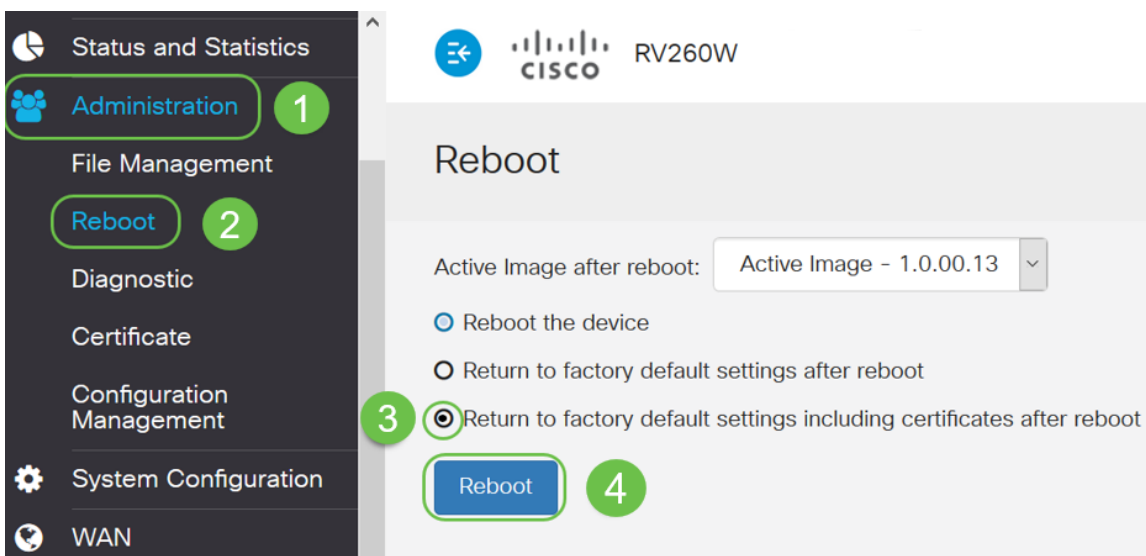 Status and Statistics
Administration
1
File Management
Reboot
2
Diagnostic
Certificate
Configuration
Management
System Configuration
WAN
CISCO
RV260W
Reboot
Active Image after reboot:
Active Image - 1.0.00.13
Reboot the device
Return to factory default settings after reboot
3
Return to factory default settings including certificates after reboot
Reboot
4